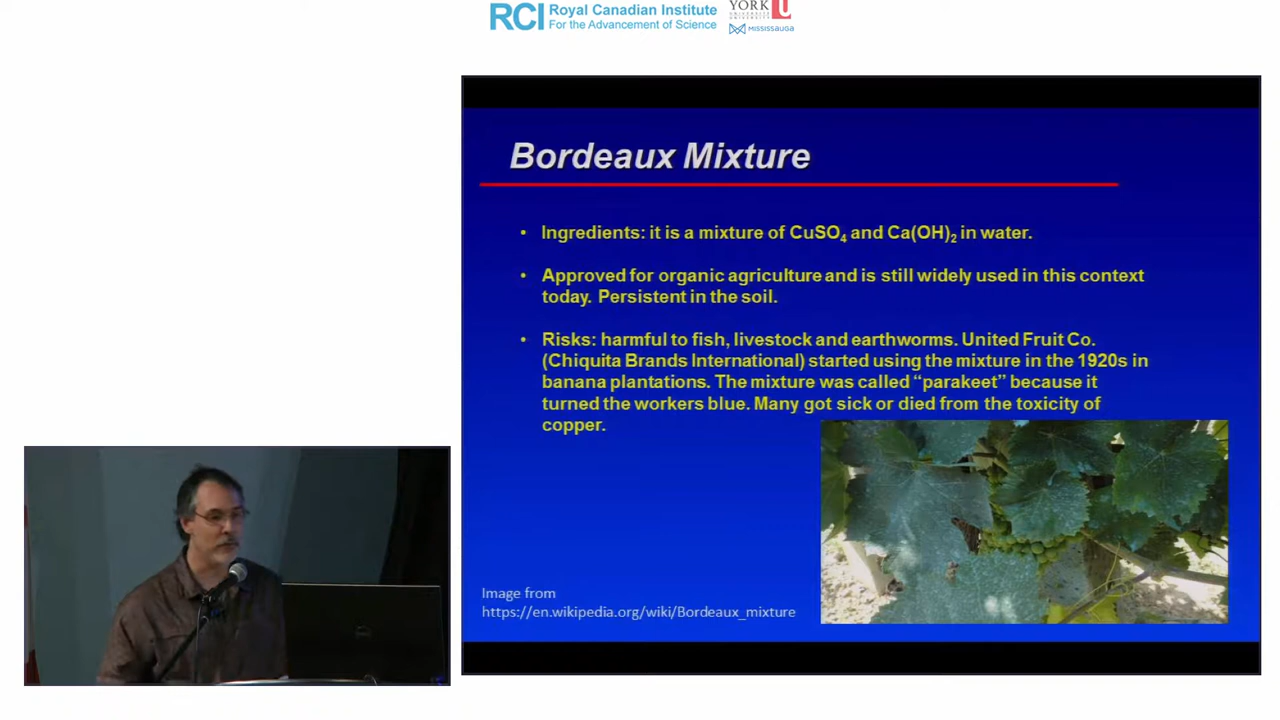 RCI Royal Canadian Institute
For the Advancement of Science
YORK U
UNIVERSITÉ
UNIVERSITY
MISSISSAUGA
Bordeaux Mixture
• Ingredients: it is a mixture of CuSO4 and Ca(OH)2 in water.
• Approved for organic agriculture and is still widely used in this context
today. Persistent in the soil.
• Risks: harmful to fish, livestock and earthworms. United Fruit Co.
(Chiquita Brands International) started using the mixture in the 1920s in
banana plantations. The mixture was called “parakeet” because it
turned the workers blue. Many got sick or died from the toxicity of
copper.
Image from
https://en.wikipedia.org/wiki/Bordeaux_mixture